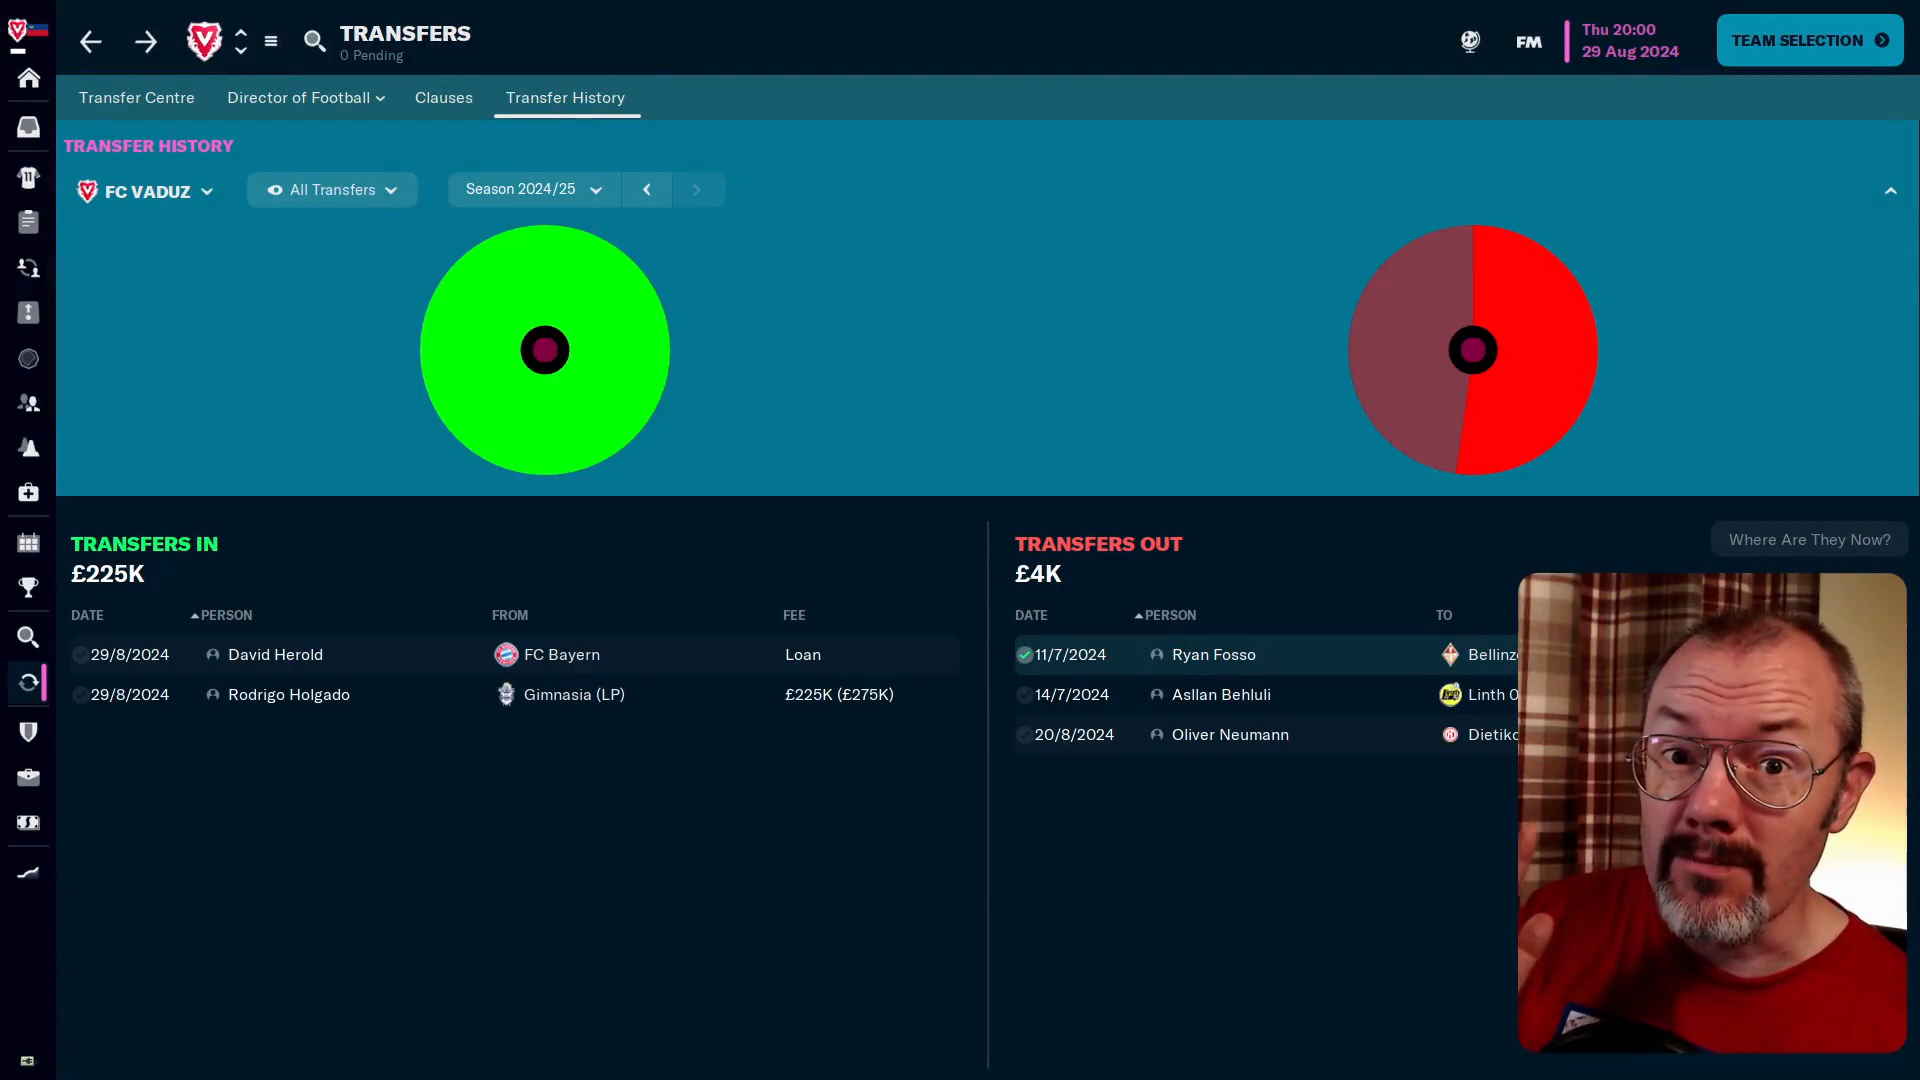 TRANSFERS
0 Pending
FM
Thu 20:00
29 Aug 2024
TEAM SELECTION
Transfer Centre
Director of Football
Clauses
Transfer History
TRANSFER HISTORY
FC VADUZ
All Transfers
Season 2024/25
TRANSFERS IN
£225K
DATE PERSON FROM FEE
29/8/2024 David Herold FC Bayern Loan
29/8/2024 Rodrigo Holgado Gimnasia (LP) £225K (£275K)
TRANSFERS OUT
£4K
Where Are They Now?
DATE PERSON TO
11/7/2024 Ryan Fosso
14/7/2024 Asllan Behluli Linth
20/8/2024 Oliver Neumann